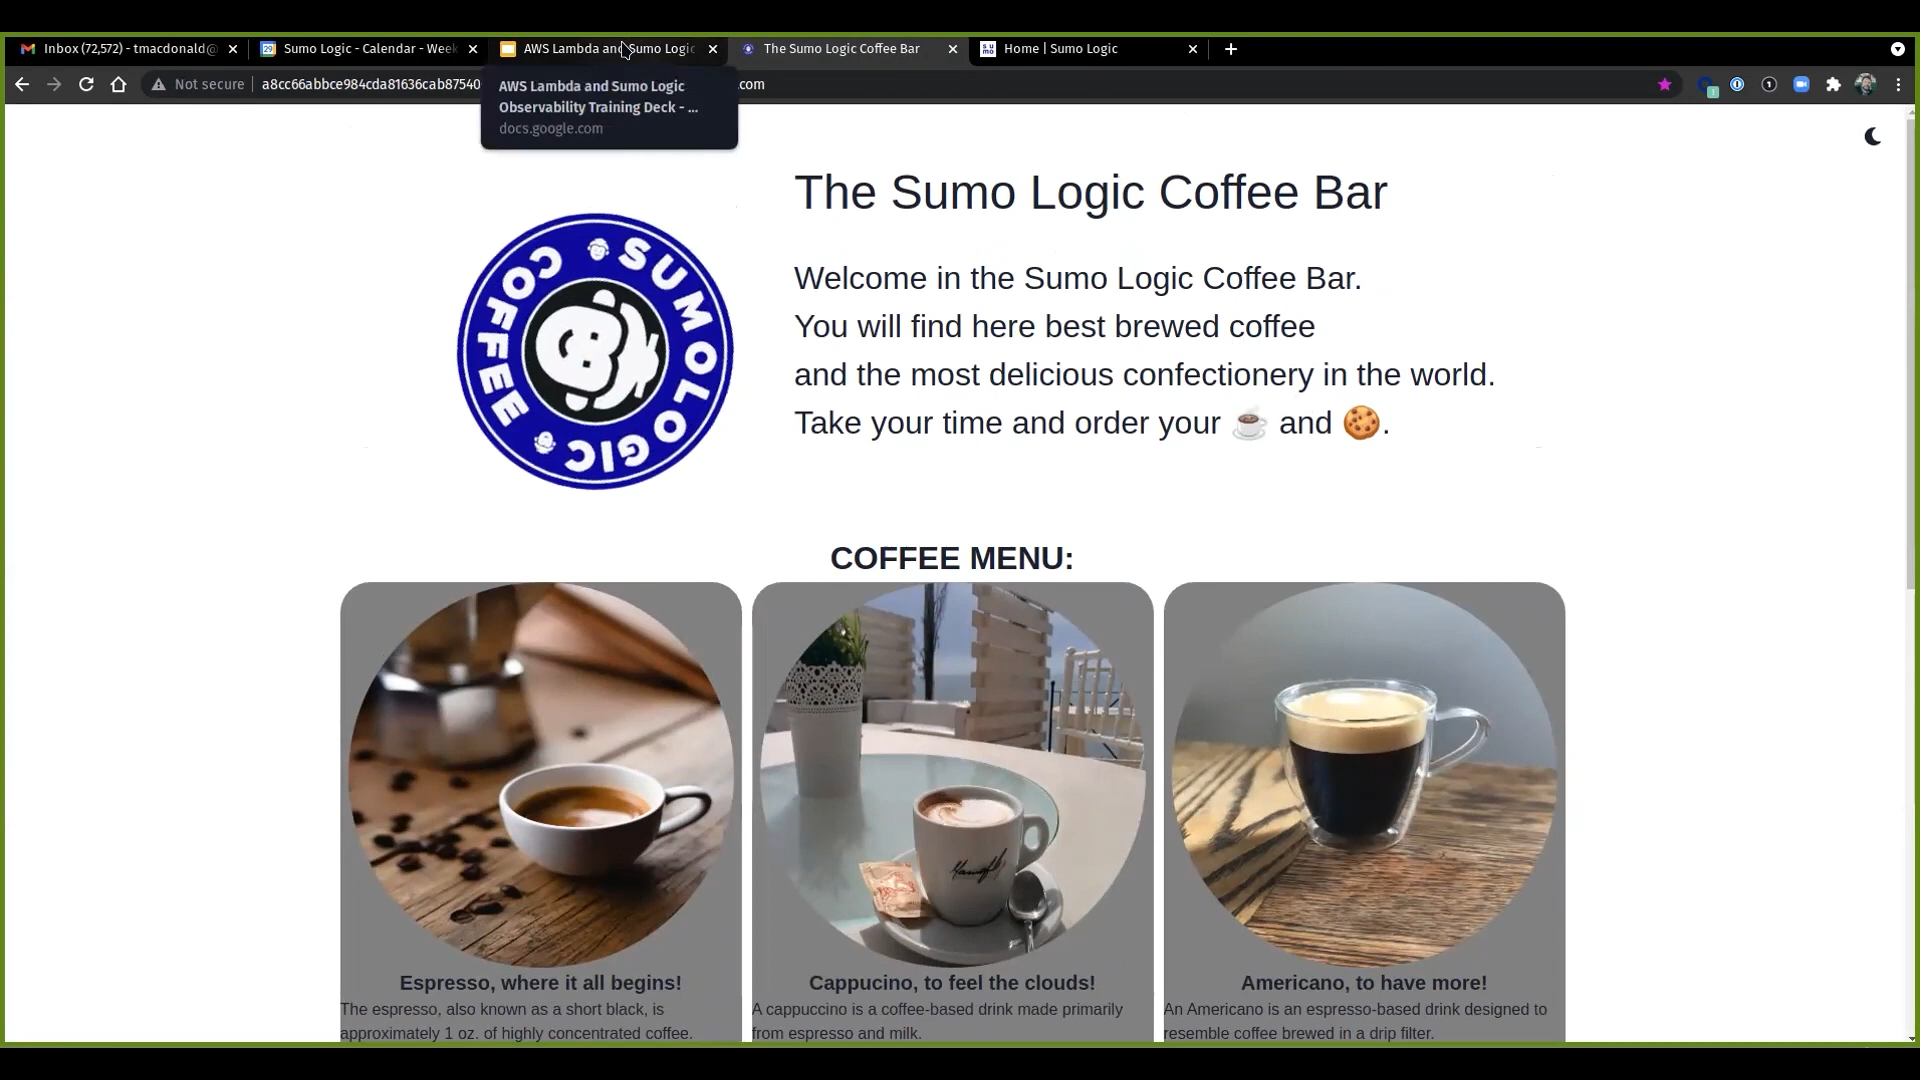 Inbox (72,572) - tmacdonald@
Sumo Logic - Calendar - Week
AWS Lambda and Sumo Logic
The Sumo Logic Coffee Bar
Home | Sumo Logic
Not secure
a8cc66abbce984cda81636cab87540
com
AWS Lambda and Sumo Logic
Observability Training Deck - ...
docs.google.com
The Sumo Logic Coffee Bar
SUMOLOGIC COFFEE
Welcome in the Sumo Logic Coffee Bar.
You will find here best brewed coffee
and the most delicious confectionery in the world.
Take your time and order your ☕ and 🍪.
COFFEE MENU:
Espresso, where it all begins!
The espresso, also known as a short black, is
approximately 1 oz. of highly concentrated coffee.
Cappucino, to feel the clouds!
A cappuccino is a coffee-based drink made primarily
from espresso and milk.
Americano, to have more!
An Americano is an espresso-based drink designed to
resemble coffee brewed in a drip filter.